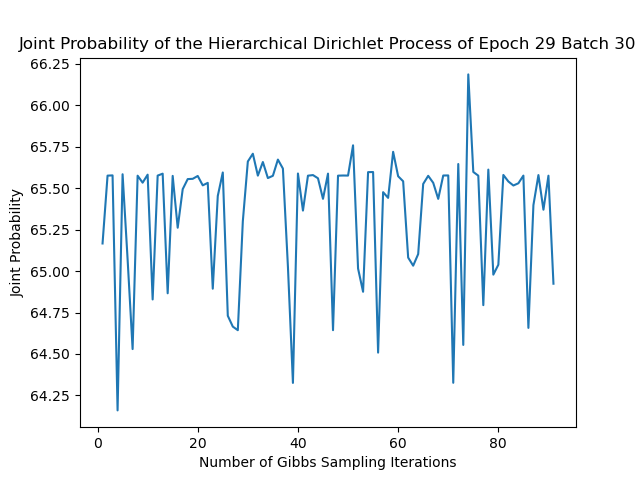 Joint Probability of the Hierarchical Dirichlet Process of Epoch 29 Batch 30
66.25
66.00
65.75
65.50
65.25
65.00
64.75
64.50
64.25
Joint Probability
0 20 40 60 80
Number of Gibbs Sampling Iterations